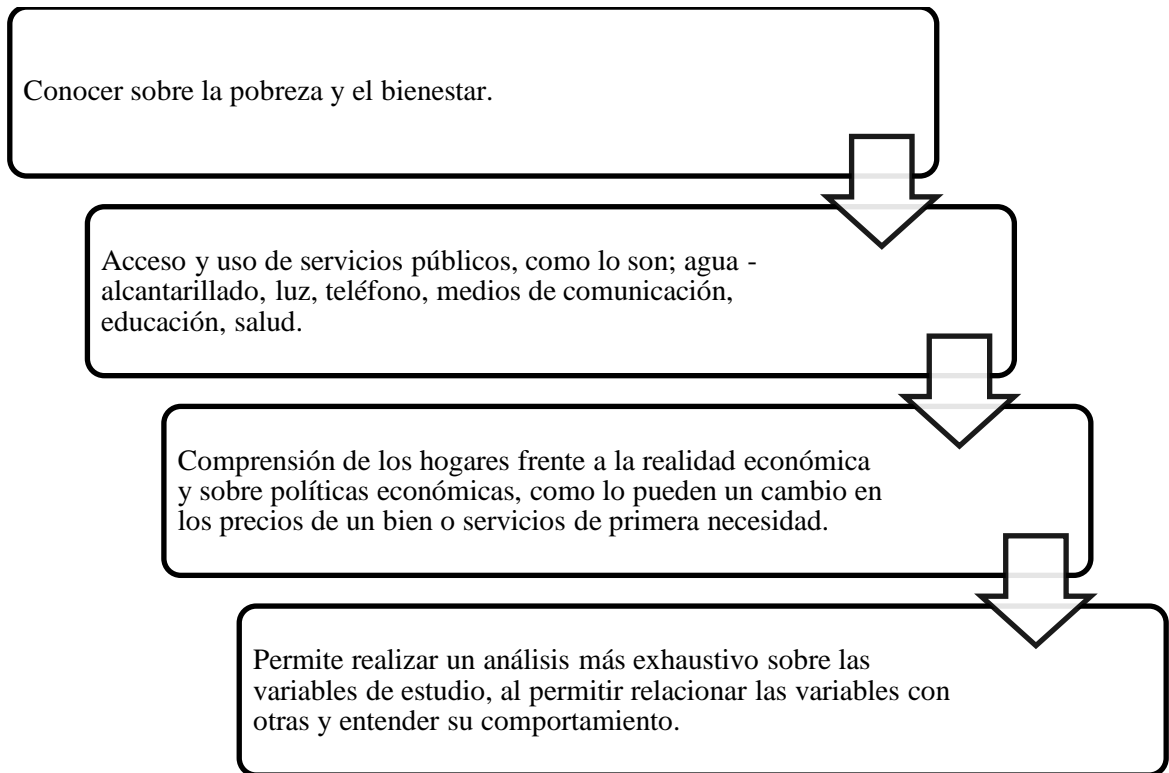 Conocer sobre la pobreza y el bienestar.
Acceso y uso de servicios públicos, como lo son; agua -
alcantarillado, luz, teléfono, medios de comunicación,
educación, salud.
Comprensión de los hogares frente a la realidad económica
y sobre políticas económicas, como lo pueden un cambio en
los precios de un bien o servicios de primera necesidad.
Permite realizar un análisis más exhaustivo sobre las
variables de estudio, al permitir relacionar las variables con
otras y entender su comportamiento.